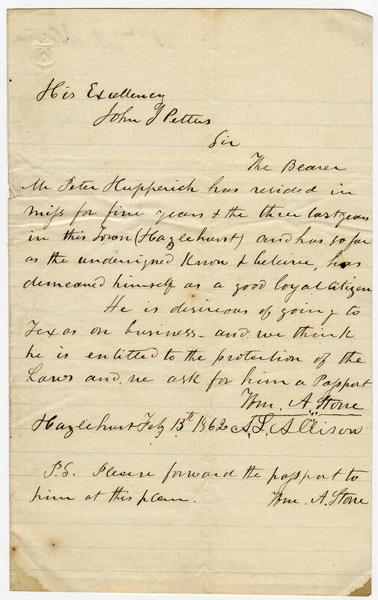 His Excellency
John J Pettus
Sir
The Bearer
Mr Peter Hupperich has resided in
miss for five years & the three last years
in this Town (Hazlehurst) and has so far
as the undersigned Know & believe, has
demeaned himself as a good loyal Citizen
He is desireous of going to
Texas on business and we think
he is entitled to the protection of the
Laws and we ask for him a Passport
Wm. A. Stone
Hazlehurst Feby 13th 1862 A. L. Allison
P.S. Please forward the passport to
him at this place. Wm. A. Stone